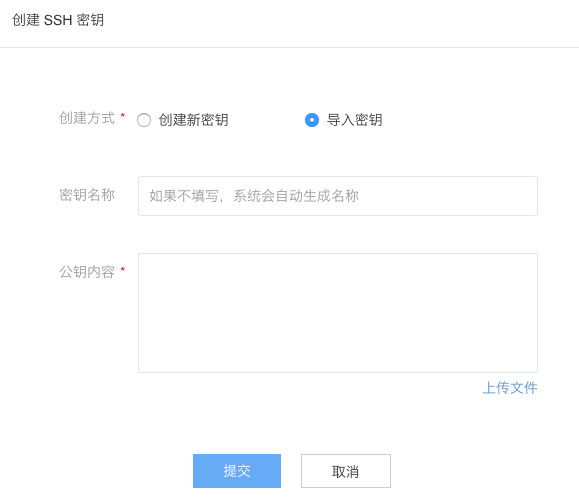 创建 SSH 密钥
创建方式 * 创建新密钥 导入密钥
密钥名称 如果不填写，系统会自动生成名称
公钥内容 *
上传文件
提交 取消